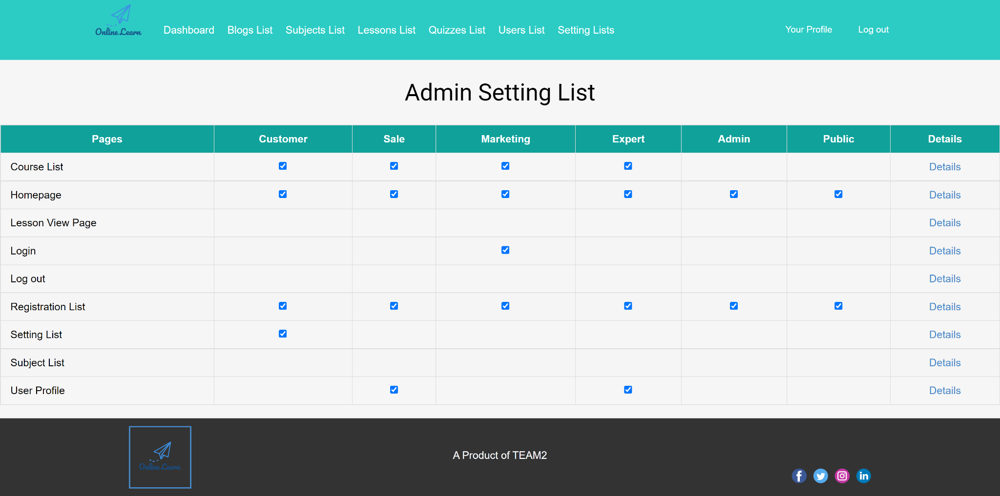 Online Learn
Dashboard Blogs List Subjects List Lessons List Quizzes List Users List Setting Lists Your Profile Log out
Admin Setting List
Pages Customer Sale Marketing Expert Admin Public Details
Course List Details
Homepage Details
Lesson View Page Details
Login Details
Log out Details
Registration List Details
Setting List Details
Subject List Details
User Profile Details
Online Learn
A Product of TEAM2